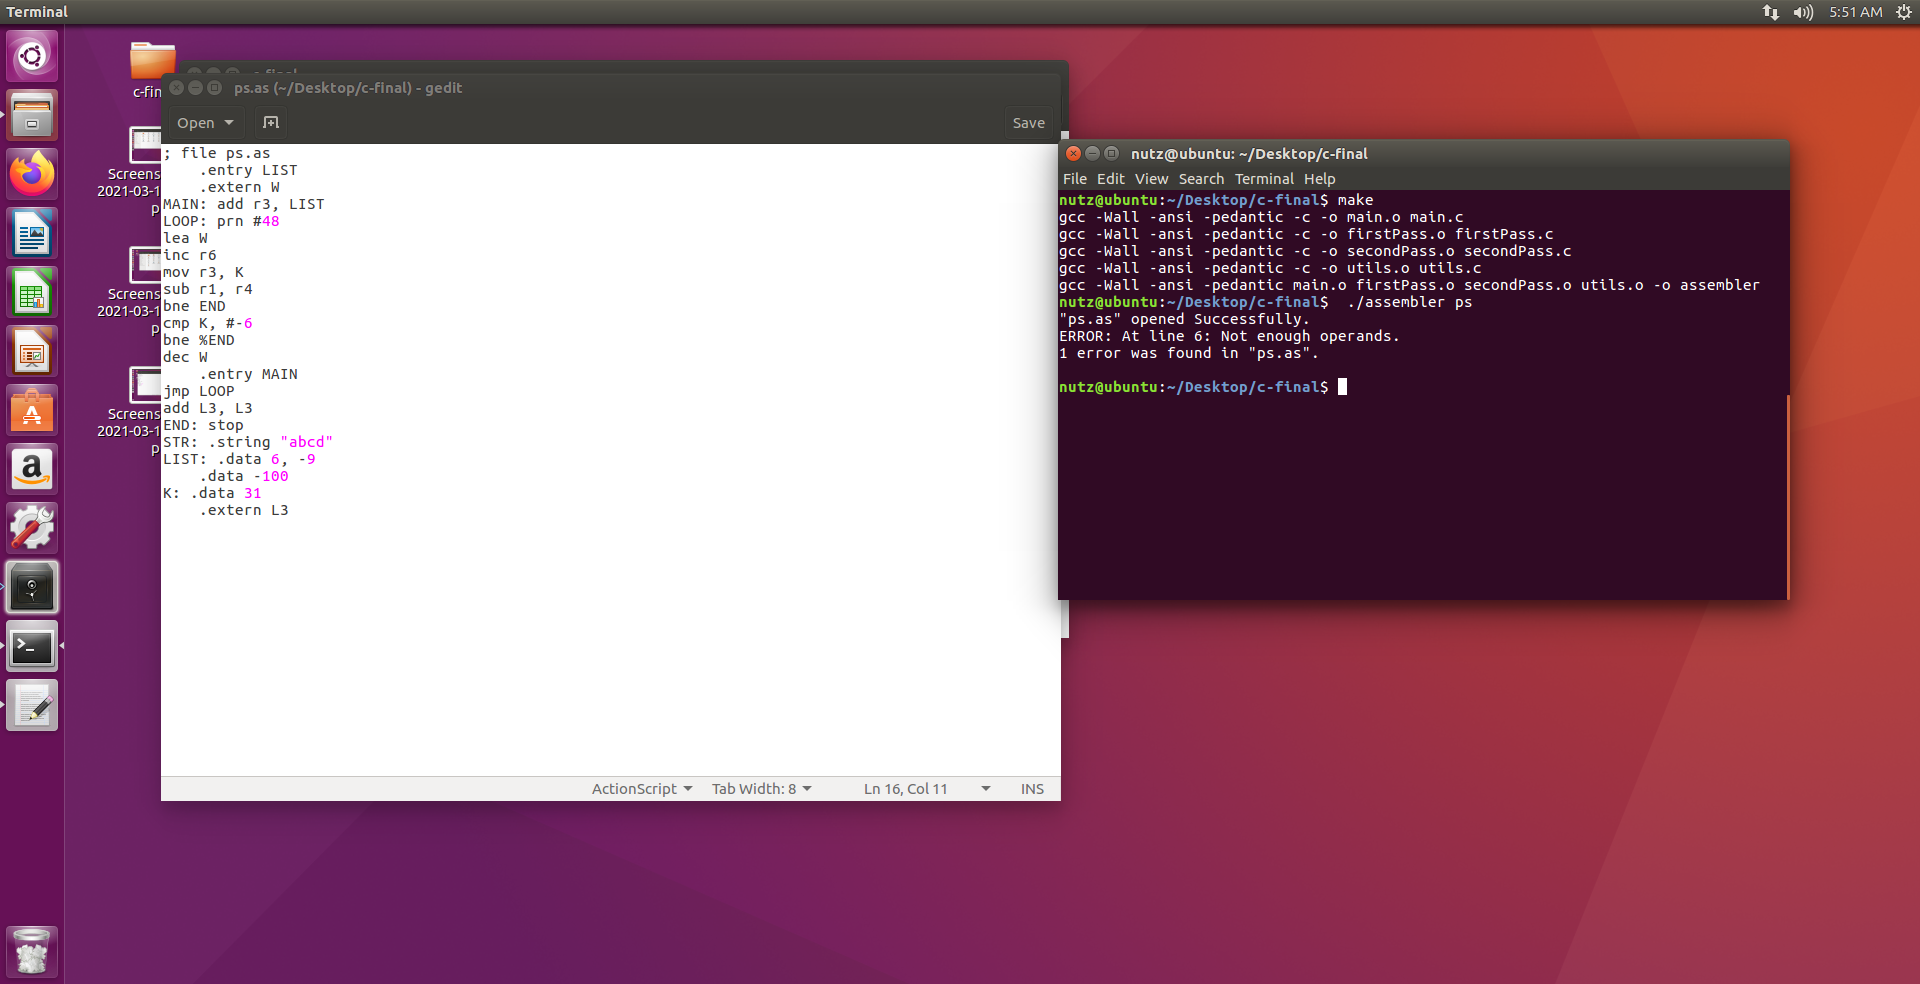 Terminal
5:51 AM
c-fin
Screens
2021-03-1
p
Screens
2021-03-1
p
Screens
2021-03-1
p
ps.as (~/Desktop/c-final) - gedit
Open
Save
; file ps.as
.entry LIST
.extern W
MAIN: add r3, LIST
LOOP: prn #48
lea W
inc r6
mov r3, K
sub r1, r4
bne END
cmp K, #-6
bne %END
dec W
.entry MAIN
jmp LOOP
add L3, L3
END: stop
STR: .string "abcd"
LIST: .data 6, -9
.data -100
K: .data 31
.extern L3
ActionScript Tab Width: 8 Ln 16, Col 11 INS
nutz@ubuntu: ~/Desktop/c-final
File Edit View Search Terminal Help
nutz@ubuntu:~/Desktop/c-final$ make
gcc -Wall -ansi -pedantic -c -o main.o main.c
gcc -Wall -ansi -pedantic -c -o firstPass.o firstPass.c
gcc -Wall -ansi -pedantic -c -o secondPass.o secondPass.c
gcc -Wall -ansi -pedantic -c -o utils.o utils.c
gcc -Wall -ansi -pedantic main.o firstPass.o secondPass.o utils.o -o assembler
nutz@ubuntu:~/Desktop/c-final$  ./assembler ps
"ps.as" opened Successfully.
ERROR: At line 6: Not enough operands.
1 error was found in "ps.as".
nutz@ubuntu:~/Desktop/c-final$